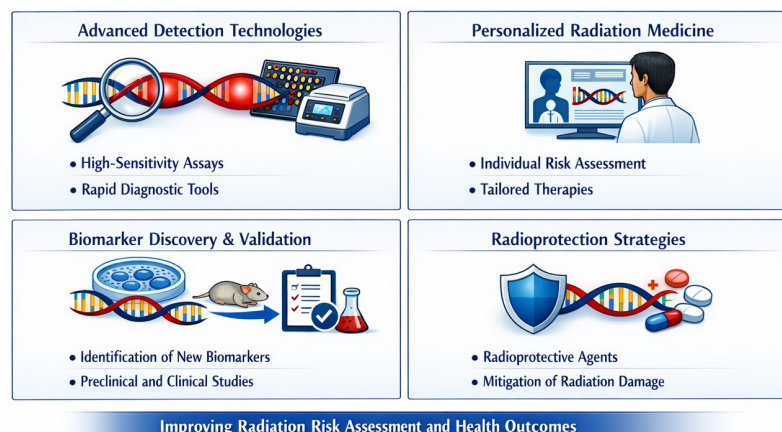 Advanced Detection Technologies
• High-Sensitivity Assays
• Rapid Diagnostic Tools
Personalized Radiation Medicine
• Individual Risk Assessment
• Tailored Therapies
Biomarker Discovery & Validation
• Identification of New Biomarkers
• Preclinical and Clinical Studies
Radioprotection Strategies
• Radioprotective Agents
• Mitigation of Radiation Damage
Improving Radiation Risk Assessment and Health Outcomes